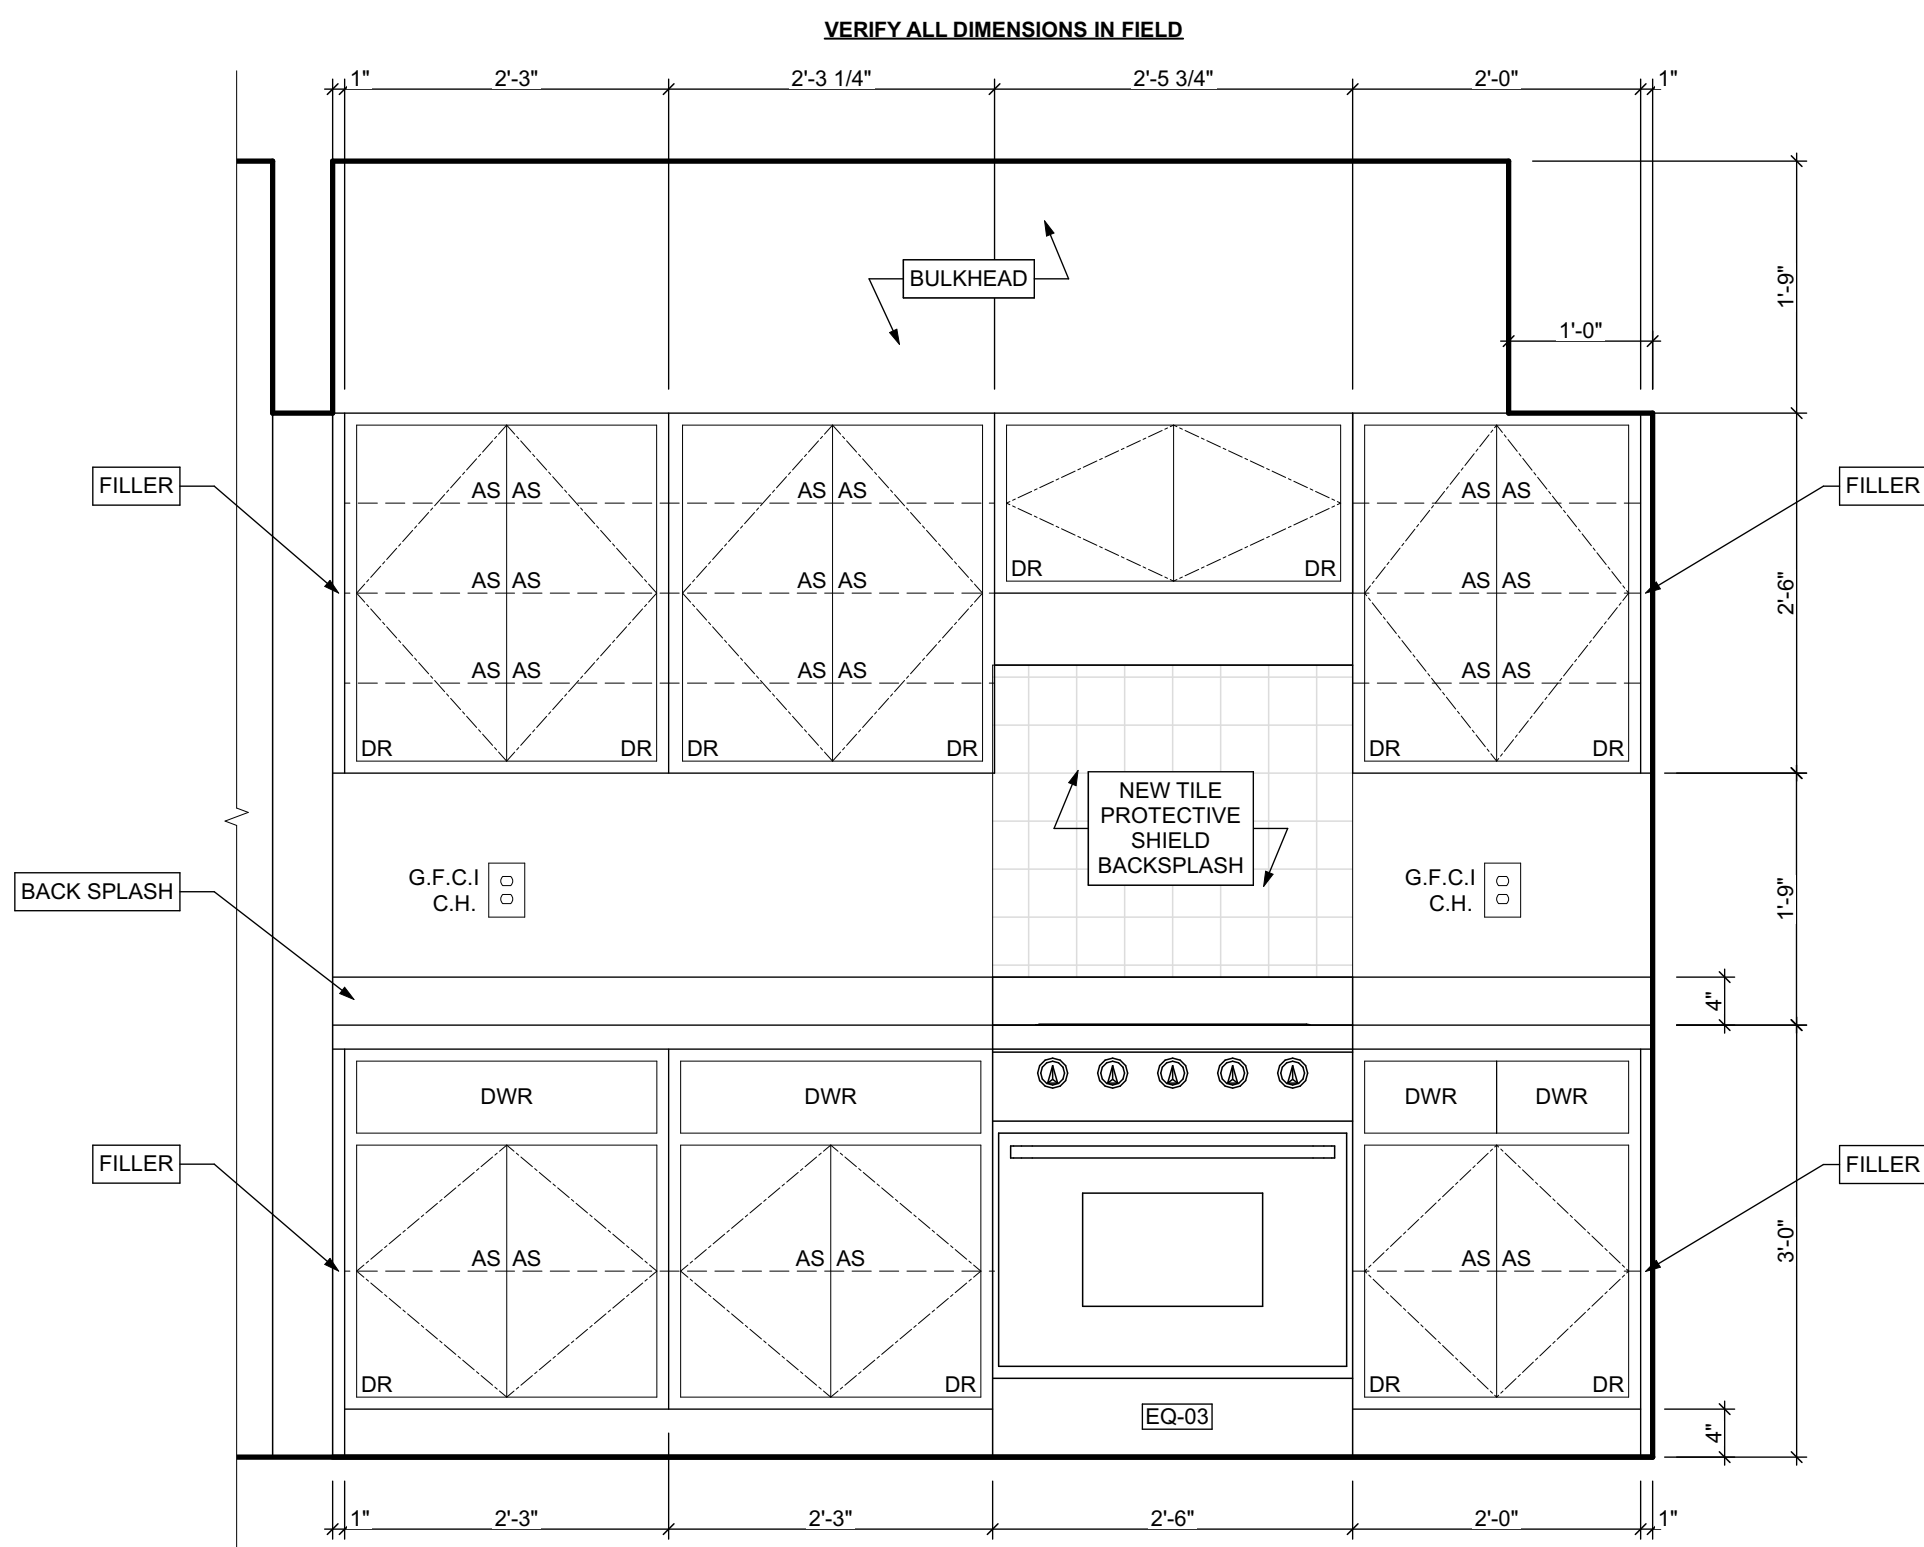 VERIFY ALL DIMENSIONS IN FIELD
1" 2'-3" 2'-3 1/4" 2'-5 3/4" 2'-0" 1"
BULKHEAD
1'-9"
1'-0"
FILLER
AS AS AS AS AS AS
FILLER
DR DR
AS AS AS AS AS AS
2'-6"
AS AS AS AS AS AS
DR DR DR DR DR DR
NEW TILE
PROTECTIVE
SHIELD
BACKSPLASH
BACK SPLASH
G.F.C.I
C.H.
G.F.C.I
C.H.
1'-9"
4"
DWR DWR DWR DWR
FILLER
FILLER
3'-0"
AS AS AS AS AS AS
DR DR DR DR
EQ-03
4"
1" 2'-3" 2'-3" 2'-6" 2'-0" 1"